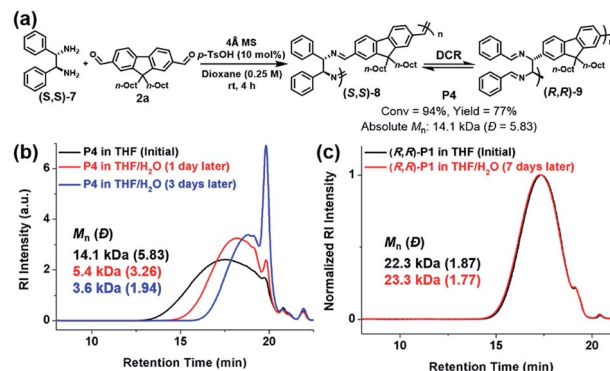 (a)
NH₂
NH₂
(S,S)-7
+
O
O
n-Oct n-Oct
2a
4Å MS
p-TsOH (10 mol%)
Dioxane (0.25 M)
rt, 4 h
N
N
n
n-Oct
n-Oct
(S,S)-8
DCR
P4
N
N
n
n-Oct
n-Oct
(R,R)-9
Conv = 94%, Yield = 77%
Absolute Mn: 14.1 kDa (Đ = 5.83)
(b)
P4 in THF (Initial)
P4 in THF/H₂O (1 day later)
P4 in THF/H₂O (3 days later)
Mn (Đ)
14.1 kDa (5.83)
5.4 kDa (3.26)
3.6 kDa (1.94)
RI Intensity (a.u.)
6
4
2
0
10
15
20
Retention Time (min)
(c)
(R,R)-P1 in THF (Initial)
(R,R)-P1 in THF/H₂O (7 days later)
Mn (Đ)
22.3 kDa (1.87)
23.3 kDa (1.77)
Normalized RI Intensity
1
0
10
15
20
Retention Time (min)